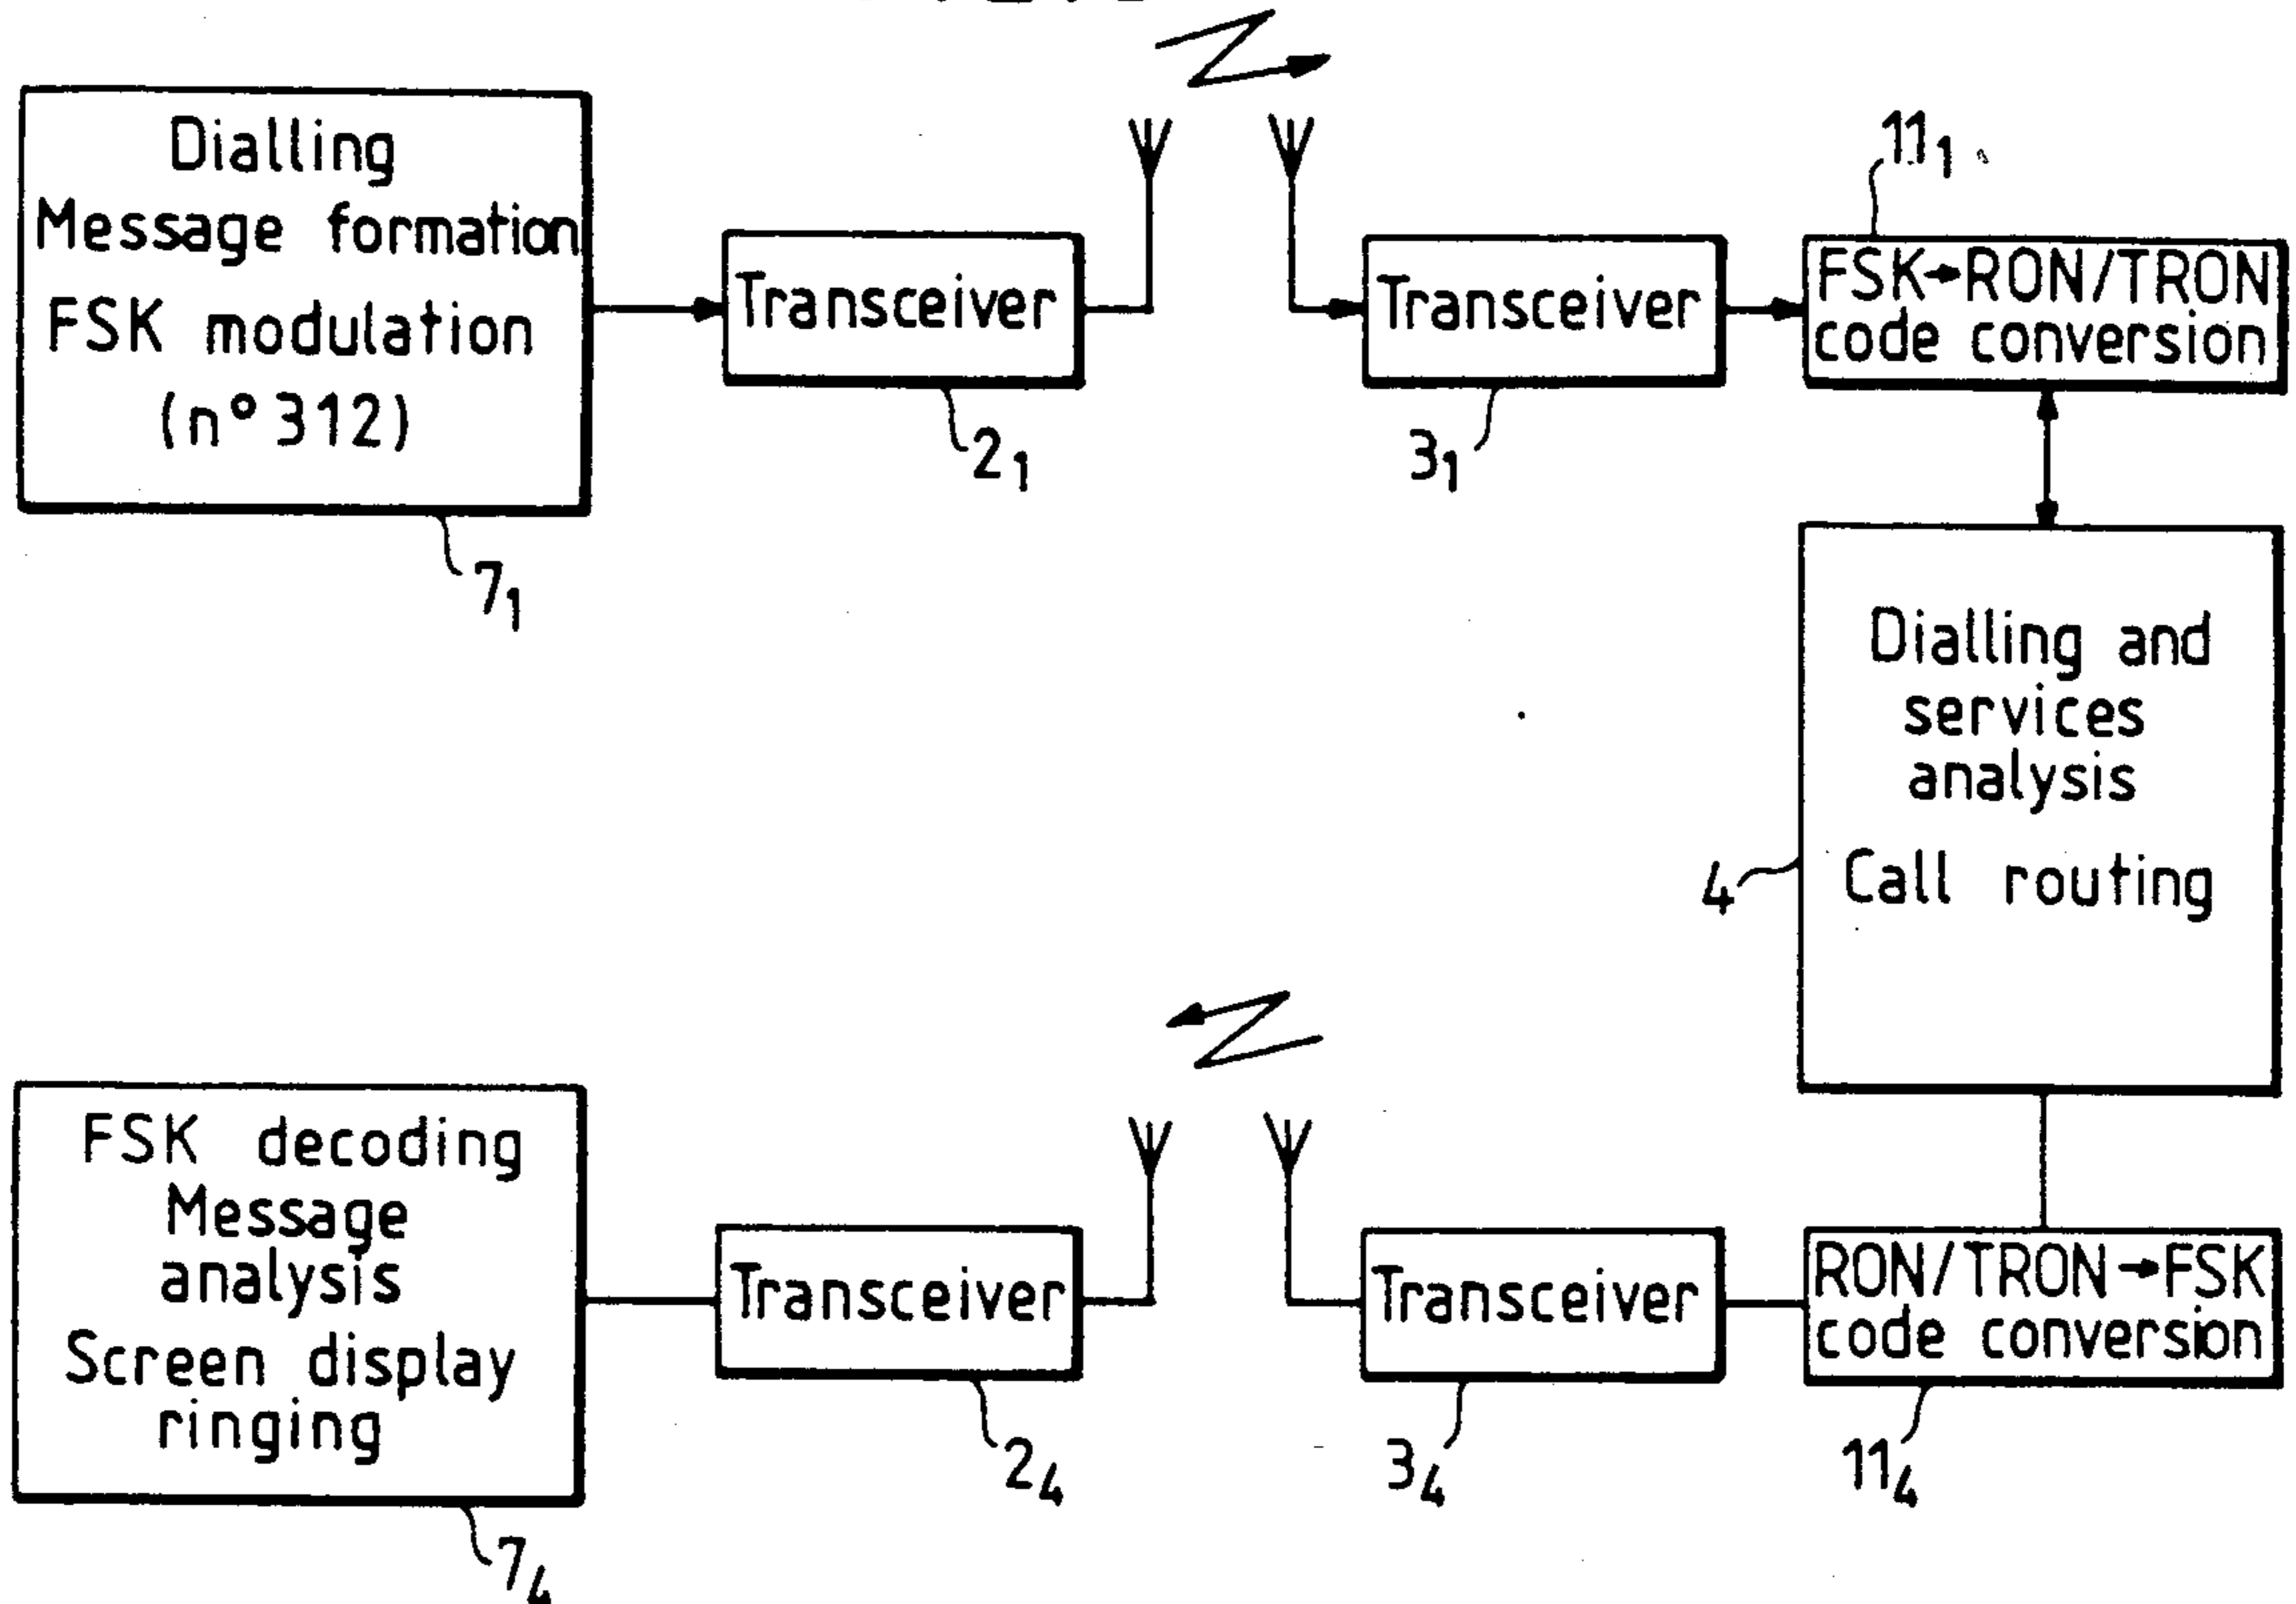 Dialling
Message formation
FSK modulation
(n° 312)
7₁
Transceiver
2₁
Transceiver
3₁
11₁
FSK→RON/TRON
code conversion
Dialling and
services
analysis
Call routing
4
FSK decoding
Message
analysis
Screen display
ringing
7₄
Transceiver
2₄
Transceiver
3₄
RON/TRON→FSK
code conversion
11₄